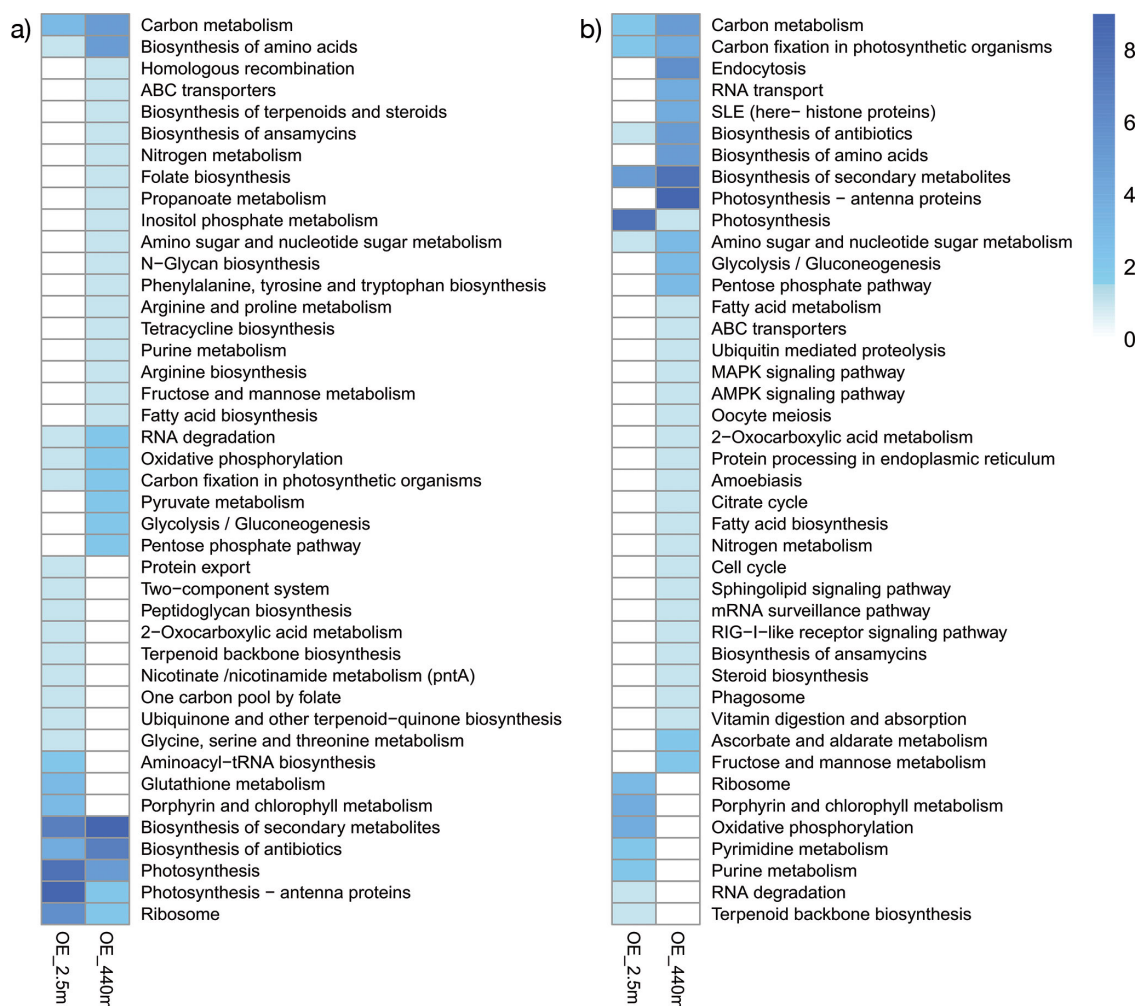 a)
Carbon metabolism
Biosynthesis of amino acids
Homologous recombination
ABC transporters
Biosynthesis of terpenoids and steroids
Biosynthesis of ansamycins
Nitrogen metabolism
Folate biosynthesis
Propanoate metabolism
Inositol phosphate metabolism
Amino sugar and nucleotide sugar metabolism
N−Glycan biosynthesis
Phenylalanine, tyrosine and tryptophan biosynthesis
Arginine and proline metabolism
Tetracycline biosynthesis
Purine metabolism
Arginine biosynthesis
Fructose and mannose metabolism
Fatty acid biosynthesis
RNA degradation
Oxidative phosphorylation
Carbon fixation in photosynthetic organisms
Pyruvate metabolism
Glycolysis / Gluconeogenesis
Pentose phosphate pathway
Protein export
Two−component system
Peptidoglycan biosynthesis
2−Oxocarboxylic acid metabolism
Terpenoid backbone biosynthesis
Nicotinate /nicotinamide metabolism (pntA)
One carbon pool by folate
Ubiquinone and other terpenoid−quinone biosynthesis
Glycine, serine and threonine metabolism
Aminoacyl−tRNA biosynthesis
Glutathione metabolism
Porphyrin and chlorophyll metabolism
Biosynthesis of secondary metabolites
Biosynthesis of antibiotics
Photosynthesis
Photosynthesis − antenna proteins
Ribosome
OE_2.5m
OE_440m
b)
Carbon metabolism
Carbon fixation in photosynthetic organisms
Endocytosis
RNA transport
SLE (here− histone proteins)
Biosynthesis of antibiotics
Biosynthesis of amino acids
Biosynthesis of secondary metabolites
Photosynthesis − antenna proteins
Photosynthesis
Amino sugar and nucleotide sugar metabolism
Glycolysis / Gluconeogenesis
Pentose phosphate pathway
Fatty acid metabolism
ABC transporters
Ubiquitin mediated proteolysis
MAPK signaling pathway
AMPK signaling pathway
Oocyte meiosis
2−Oxocarboxylic acid metabolism
Protein processing in endoplasmic reticulum
Amoebiasis
Citrate cycle
Fatty acid biosynthesis
Nitrogen metabolism
Cell cycle
Sphingolipid signaling pathway
mRNA surveillance pathway
RIG−I−like receptor signaling pathway
Biosynthesis of ansamycins
Steroid biosynthesis
Phagosome
Vitamin digestion and absorption
Ascorbate and aldarate metabolism
Fructose and mannose metabolism
Ribosome
Porphyrin and chlorophyll metabolism
Oxidative phosphorylation
Pyrimidine metabolism
Purine metabolism
RNA degradation
Terpenoid backbone biosynthesis
OE_2.5m
OE_440m
8
6
4
2
0